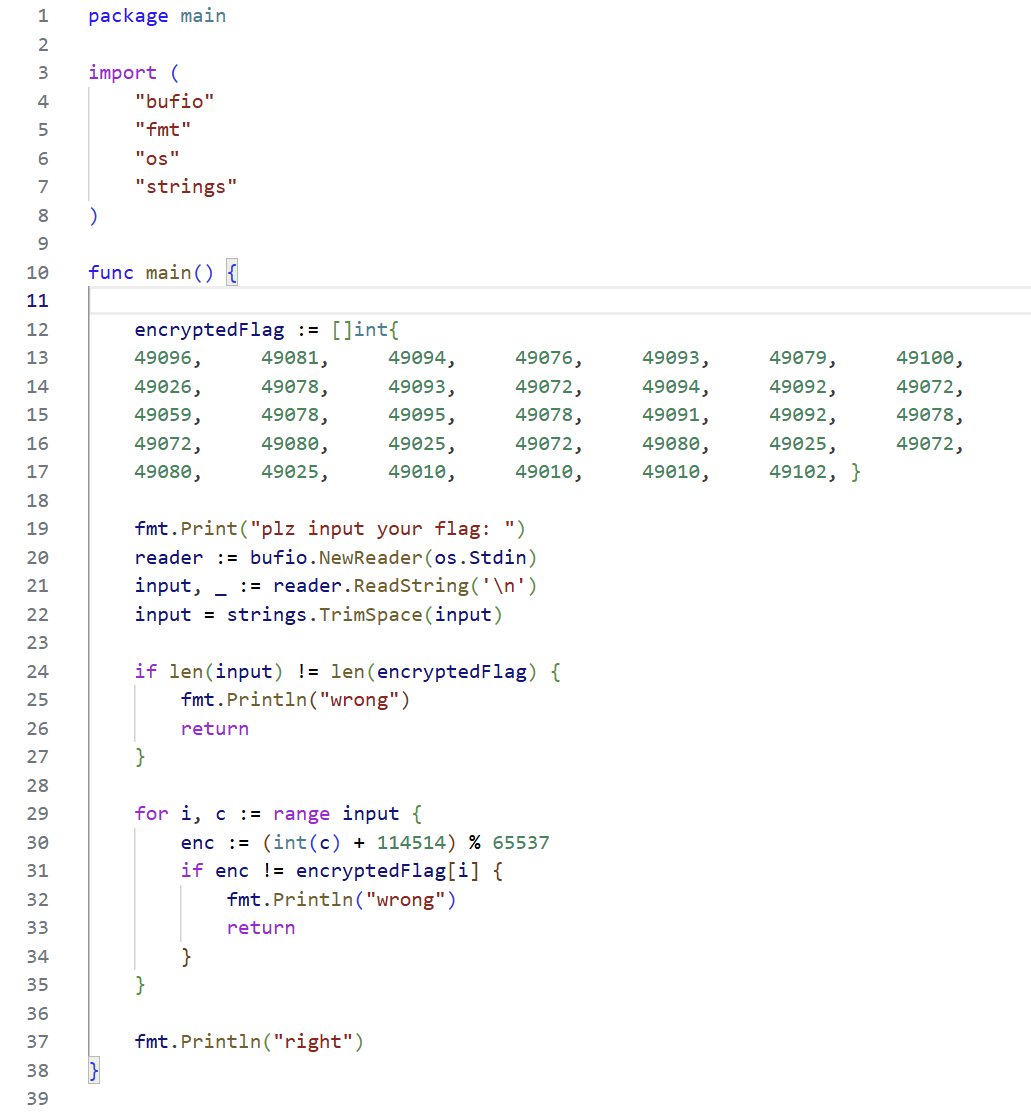 1 package main
2
3 import (
4     "bufio"
5     "fmt"
6     "os"
7     "strings"
8 )
9
10 func main() {
11
12     encryptedFlag := []int{
13     49096,     49081,     49094,     49076,     49093,     49079,     49100,
14     49026,     49078,     49093,     49072,     49094,     49092,     49072,
15     49059,     49078,     49095,     49078,     49091,     49092,     49078,
16     49072,     49080,     49025,     49072,     49080,     49025,     49072,
17     49080,     49025,     49010,     49010,     49010,     49102, }
18
19     fmt.Print("plz input your flag: ")
20     reader := bufio.NewReader(os.Stdin)
21     input, _ := reader.ReadString('\n')
22     input = strings.TrimSpace(input)
23
24     if len(input) != len(encryptedFlag) {
25         fmt.Println("wrong")
26         return
27     }
28
29     for i, c := range input {
30         enc := (int(c) + 114514) % 65537
31         if enc != encryptedFlag[i] {
32             fmt.Println("wrong")
33             return
34         }
35     }
36
37     fmt.Println("right")
38 }
39